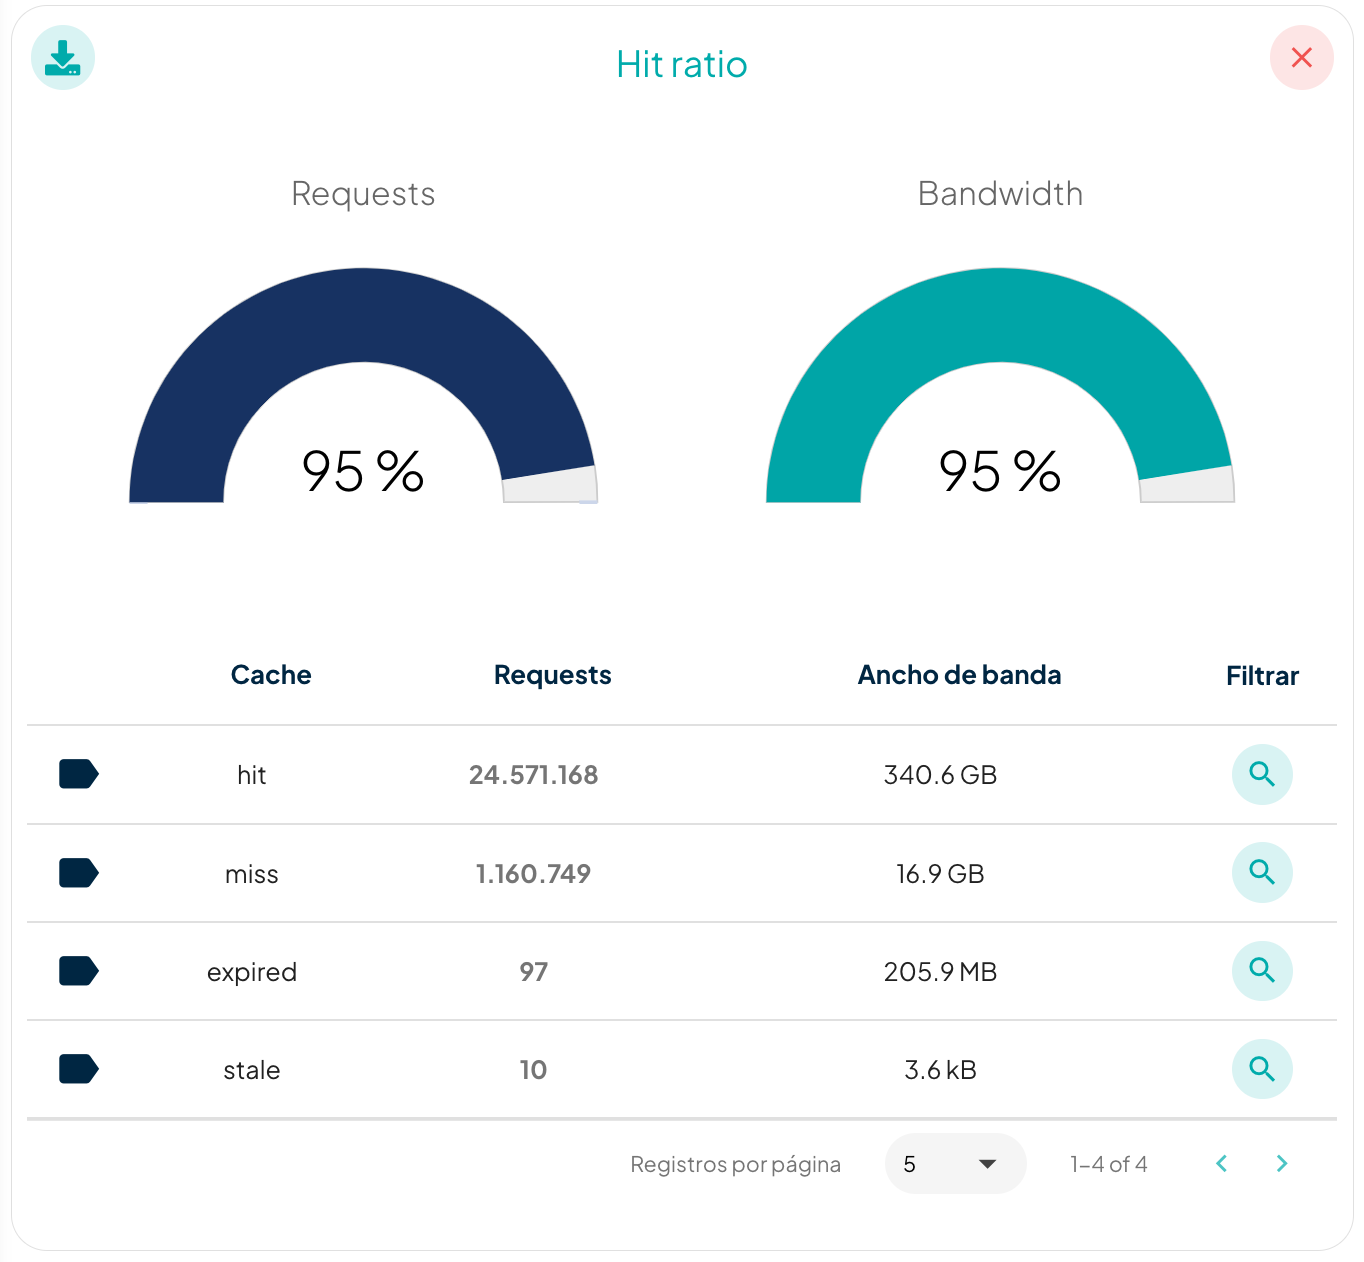 Hit ratio
Requests
Bandwidth
95 %
95 %
Cache Requests Ancho de banda Filtrar
hit 24.571.168 340.6 GB
miss 1.160.749 16.9 GB
expired 97 205.9 MB
stale 10 3.6 kB
Registros por página 5 1–4 of 4